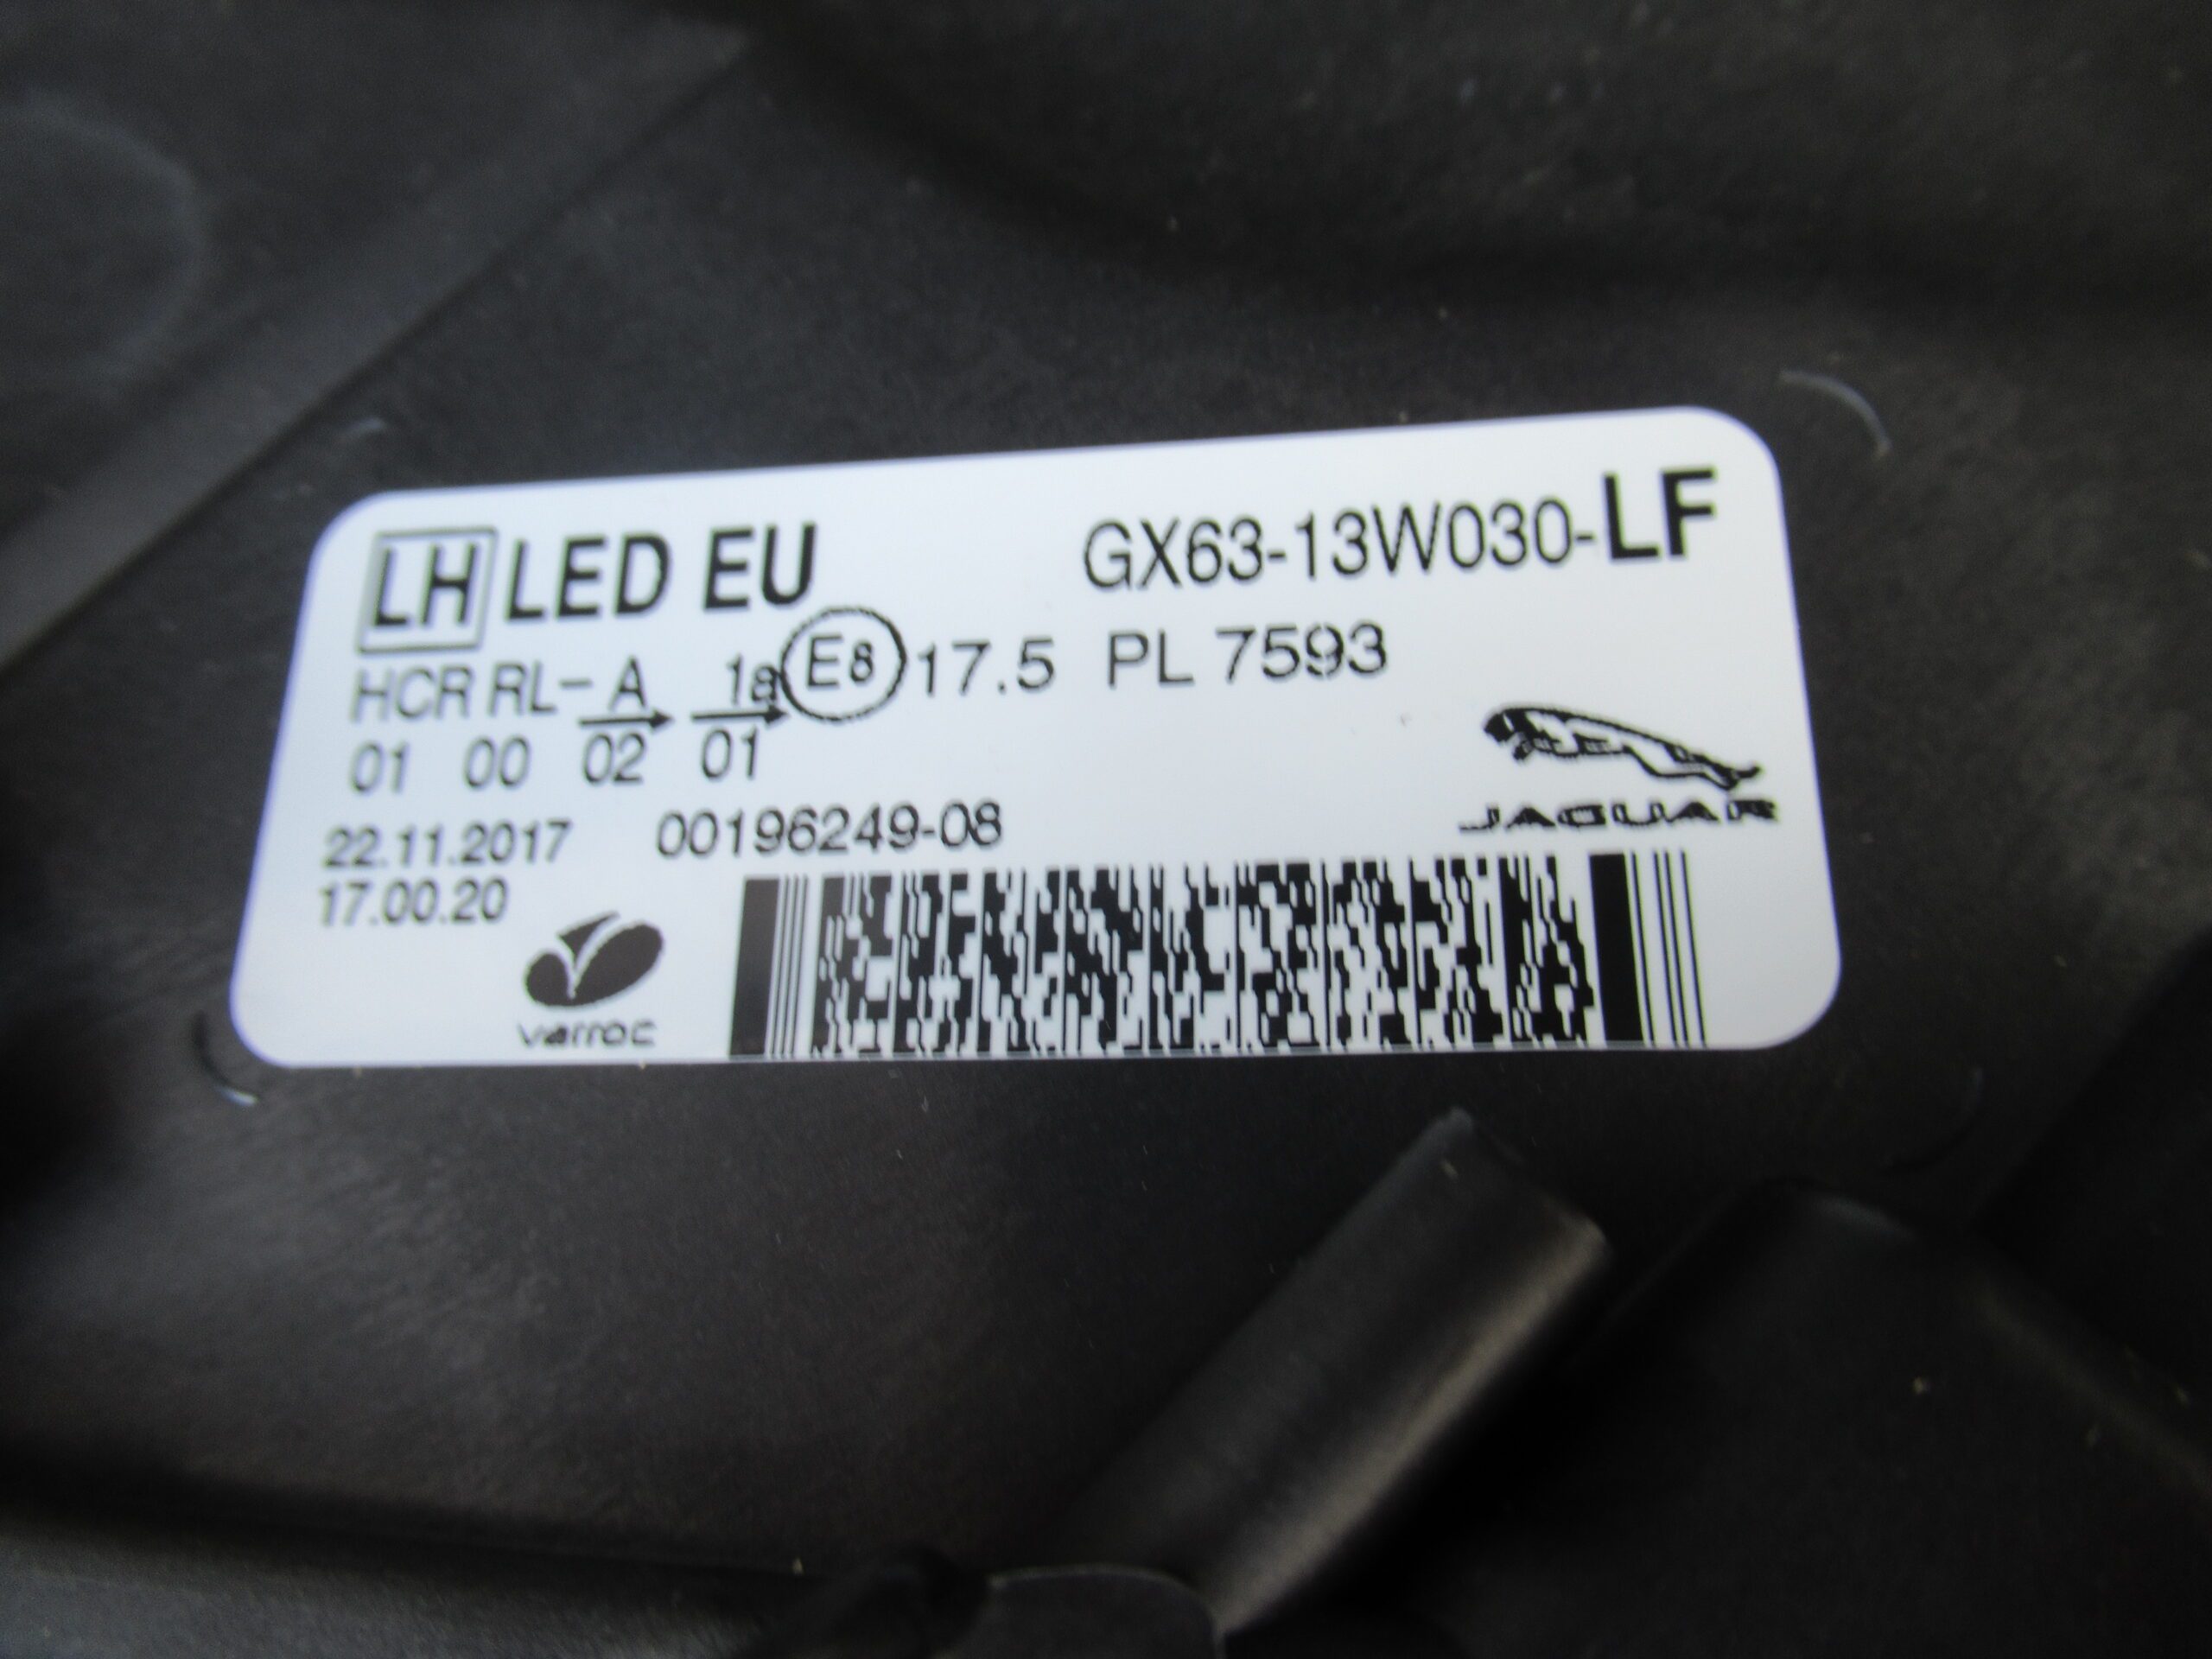 LH LED EU GX63-13W030-LF
HCR RL- A 1a E8 17.5 PL 7593
01 00 02 01
JAGUAR
22.11.2017 00196249-08
17.00.20
varroc